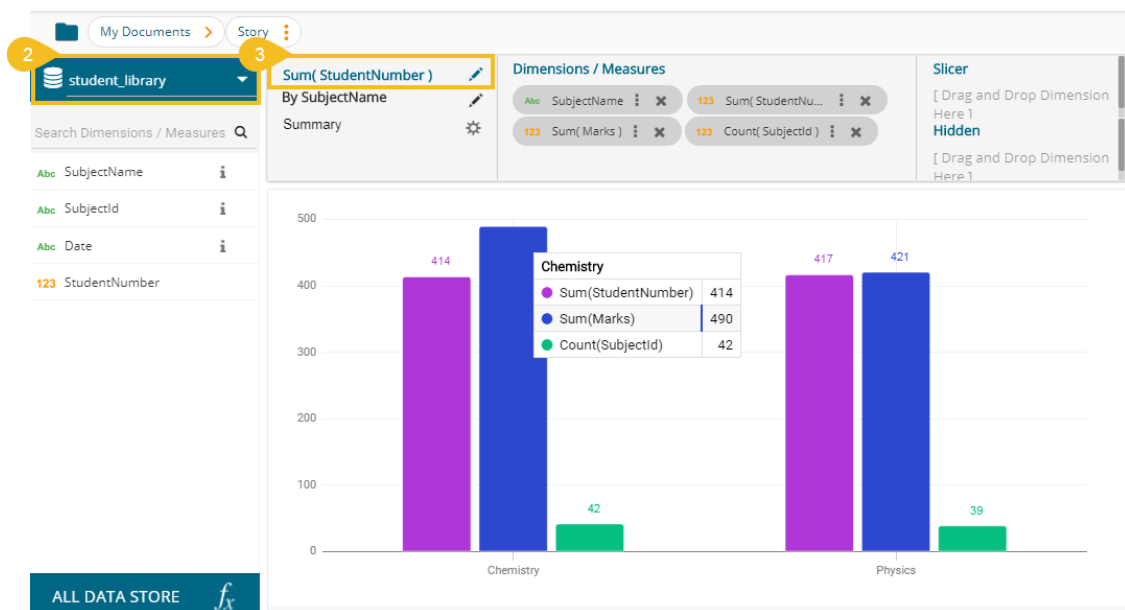 My Documents
Story
2
3
student_library
Search Dimensions / Measures
Abc SubjectName i
Abc SubjectId i
Abc Date i
123 StudentNumber
ALL DATA STORE fx
Sum( StudentNumber )
By SubjectName
Summary
Dimensions / Measures
Abc SubjectName
123 Sum( StudentNu...
123 Sum( Marks )
123 Count( SubjectId )
Slicer
[ Drag and Drop Dimension
Here ]
Hidden
[ Drag and Drop Dimension
Here ]
500
400
300
200
100
0
414
42
417
421
39
Chemistry
Sum(StudentNumber) 414
Sum(Marks) 490
Count(SubjectId) 42
Chemistry
Physics